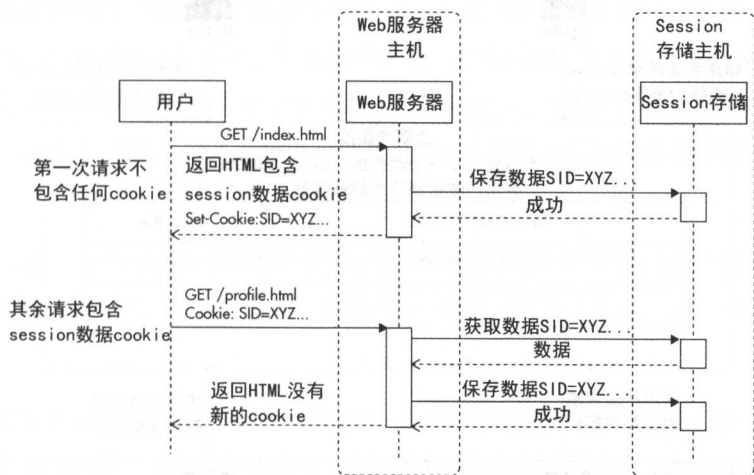 Web服务器
主机
Session
存储主机
用户
Web服务器
Session存储
GET /index.html
第一次请求不
包含任何cookie
返回HTML包含
session数据cookie
Set-Cookie:SID=XYZ...
保存数据SID=XYZ...
成功
其余请求包含
session数据cookie
GET /profile.html
Cookie: SID=XYZ...
获取数据SID=XYZ...
数据
返回HTML没有
新的cookie
保存数据SID=XYZ...
成功